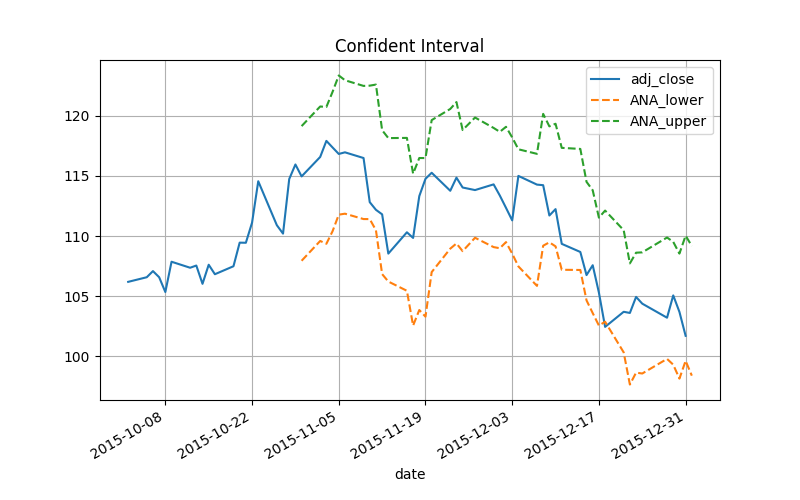 Confident Interval
adj_close
ANA_lower
ANA_upper
120
115
110
105
100
2015-10-08
2015-10-22
2015-11-05
2015-11-19
2015-12-03
2015-12-17
2015-12-31
date